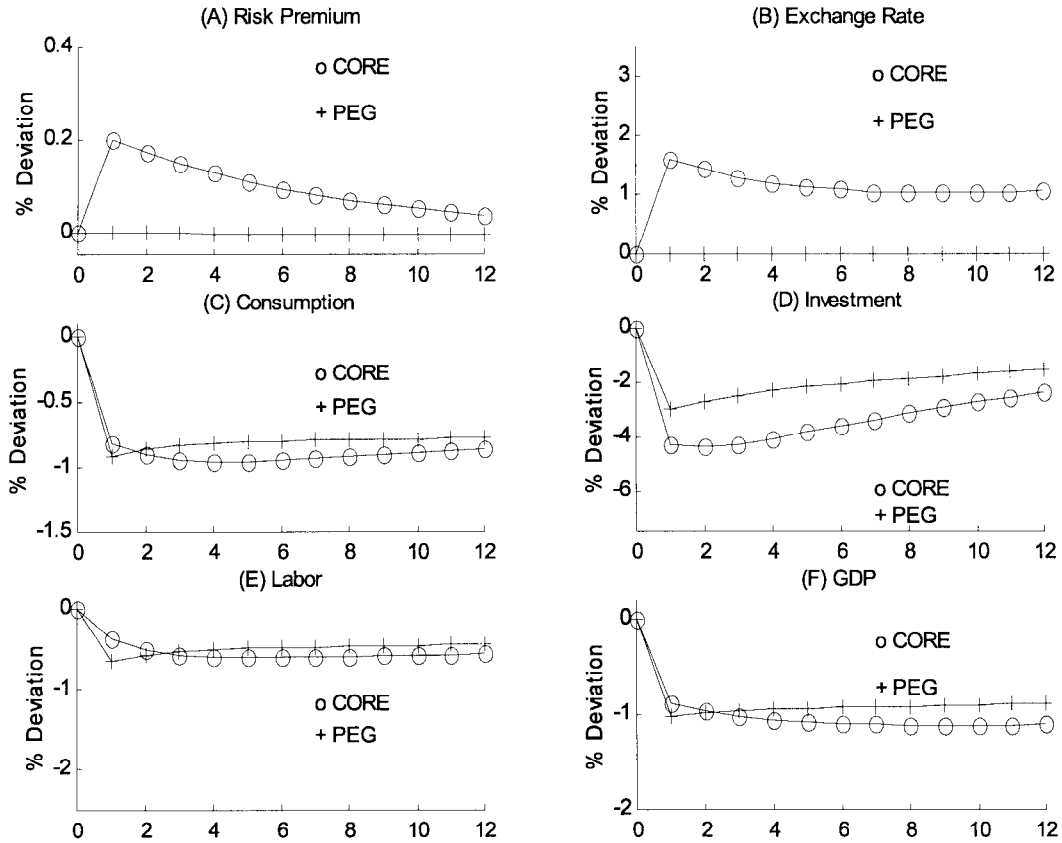 (A) Risk Premium
% Deviation
0.4
0.2
0
o CORE
+ PEG
0 2 4 6 8 10 12
(B) Exchange Rate
% Deviation
3
2
1
0
o CORE
+ PEG
0 2 4 6 8 10 12
(C) Consumption
% Deviation
0
-0.5
-1
-1.5
o CORE
+ PEG
0 2 4 6 8 10 12
(D) Investment
% Deviation
0
-2
-4
-6
o CORE
+ PEG
0 2 4 6 8 10 12
(E) Labor
% Deviation
0
-1
-2
o CORE
+ PEG
0 2 4 6 8 10 12
(F) GDP
% Deviation
0
-1
-2
o CORE
+ PEG
0 2 4 6 8 10 12